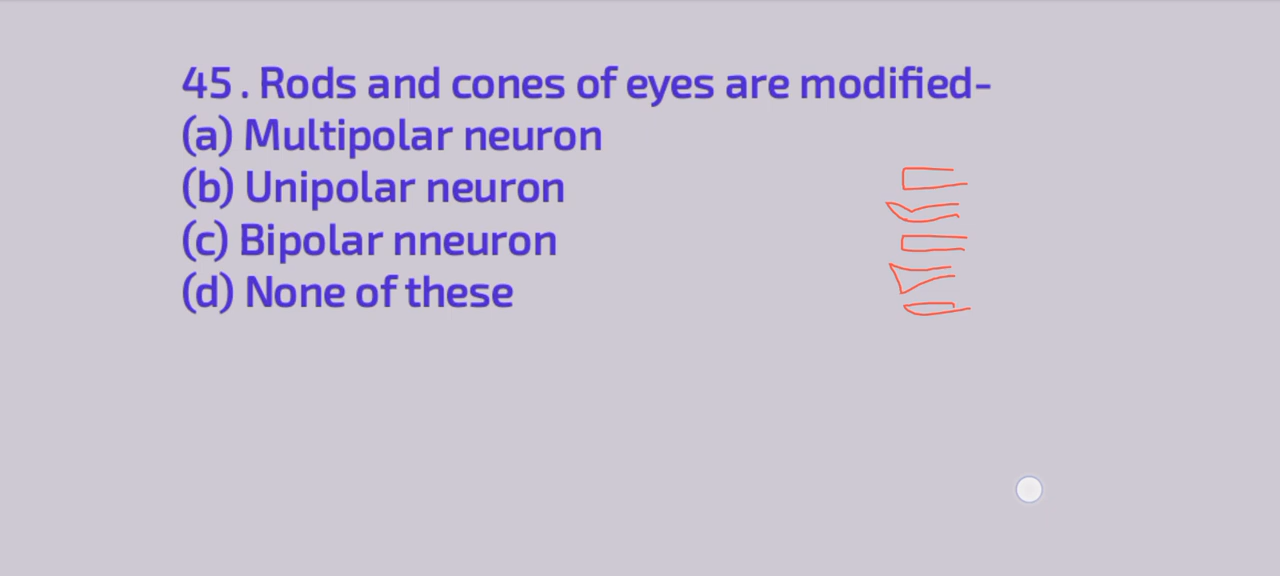 45. Rods and cones of eyes are modified-
(a) Multipolar neuron
(b) Unipolar neuron
(c) Bipolar nneuron
(d) None of these